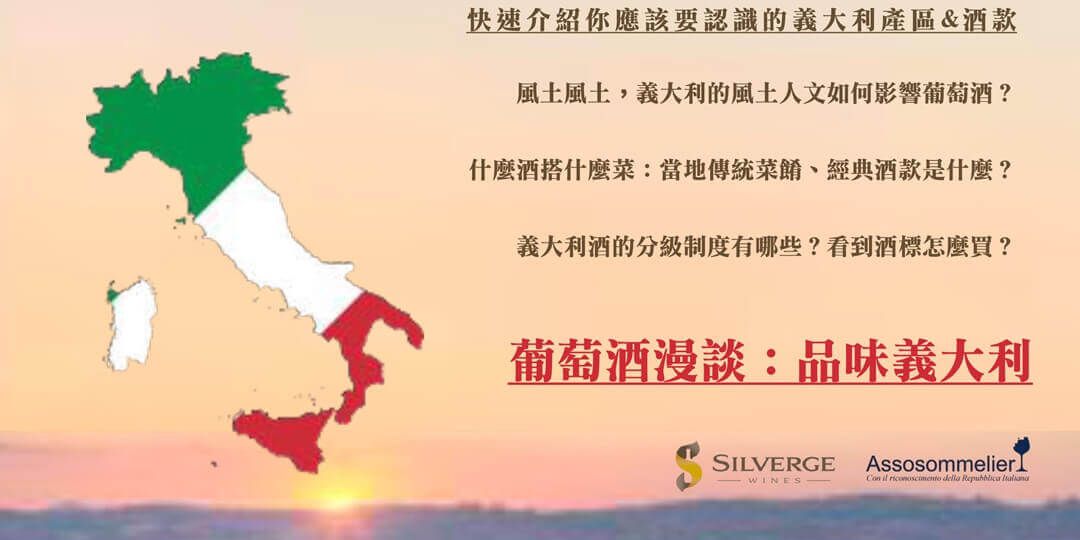 快速介紹你應該要認識的義大利產區&酒款
風土風土，義大利的風土人文如何影響葡萄酒？
什麼酒搭什麼菜：當地傳統菜餚、經典酒款是什麼？
義大利酒的分級制度有哪些？看到酒標怎麼買？
葡萄酒漫談：品味義大利
SILVERGE
WINES
Assosommelier
Con il riconoscimento della Repubblica Italiana